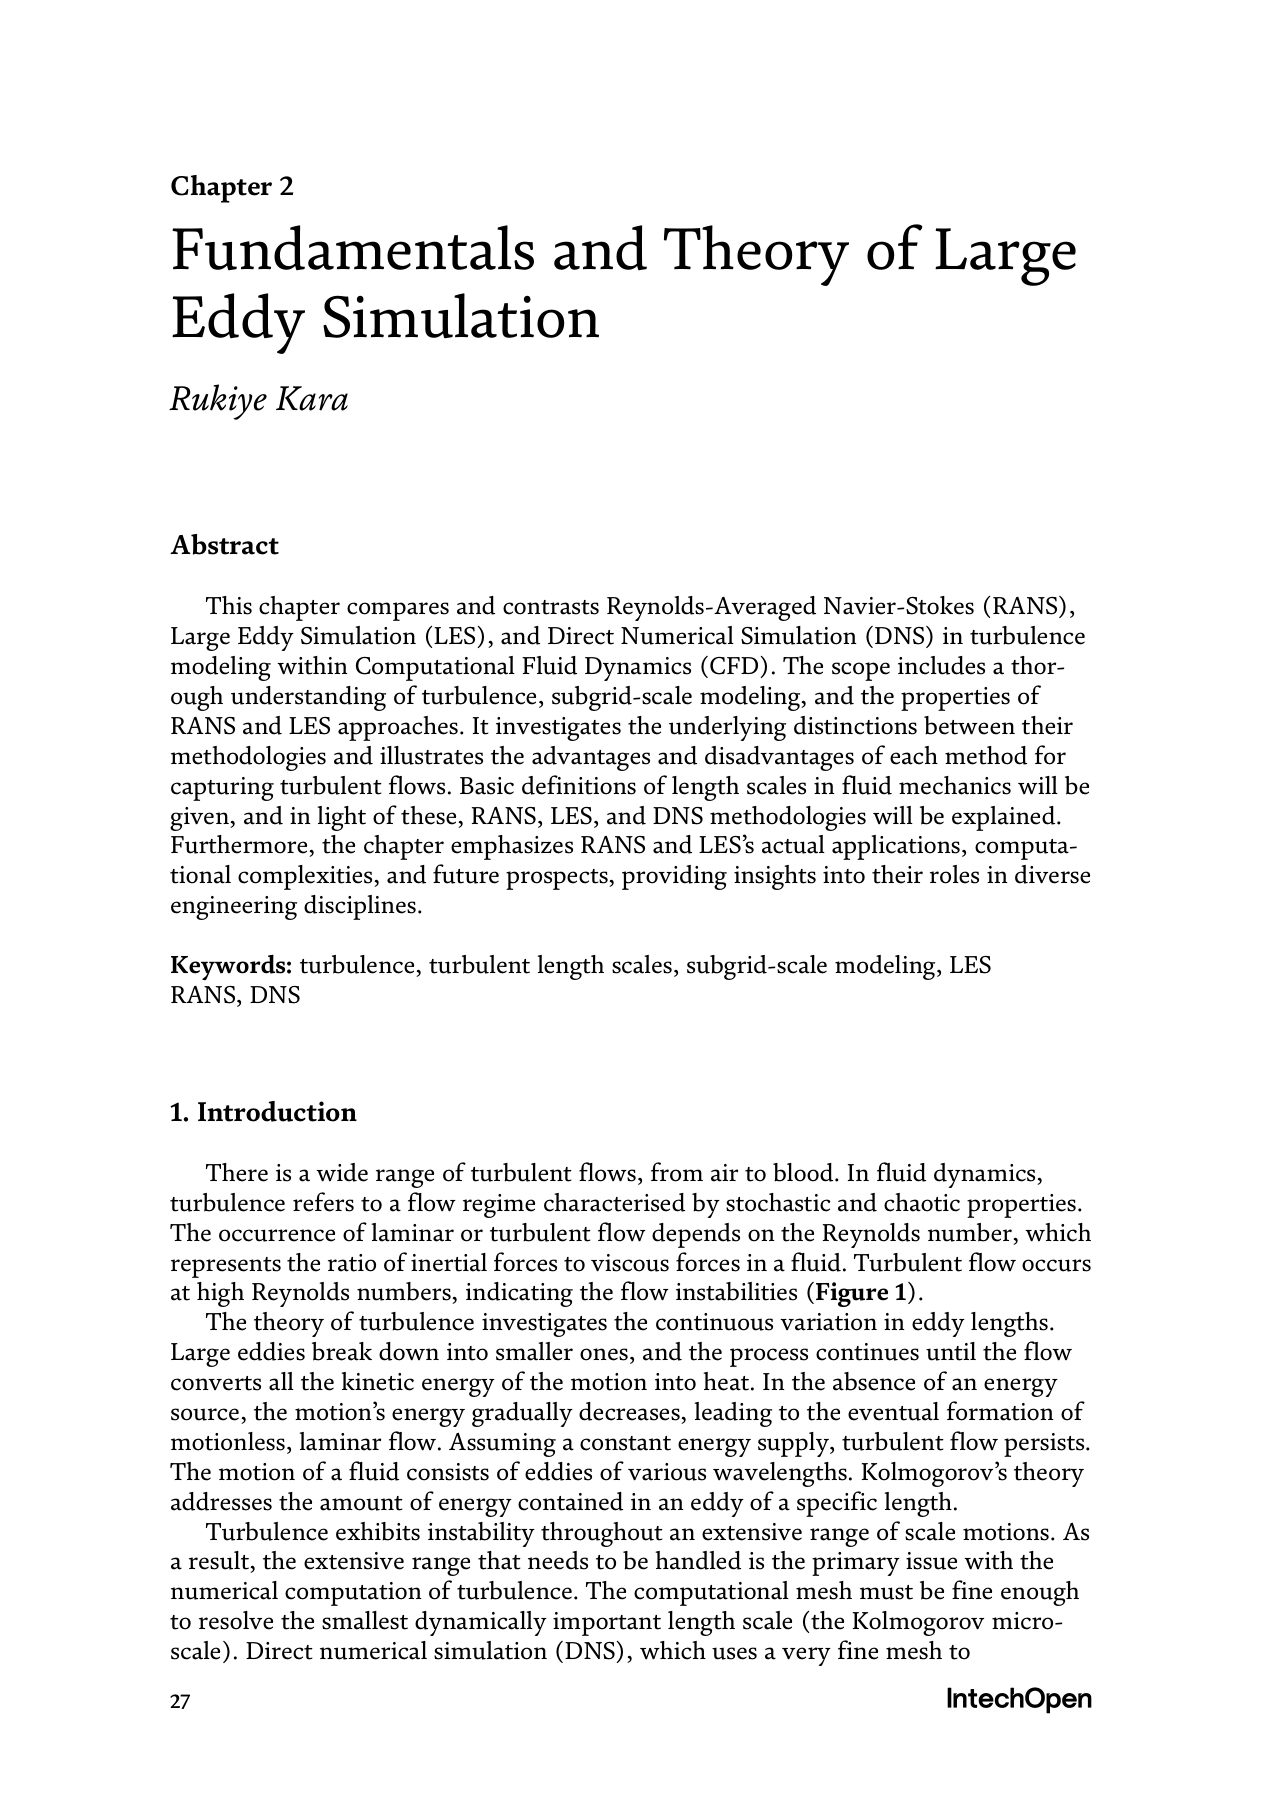 Chapter 2
Fundamentals and Theory of Large
Eddy Simulation
Rukiye Kara
Abstract
This chapter compares and contrasts Reynolds-Averaged Navier-Stokes (RANS),
Large Eddy Simulation (LES), and Direct Numerical Simulation (DNS) in turbulence
modeling within Computational Fluid Dynamics (CFD). The scope includes a thor-
ough understanding of turbulence, subgrid-scale modeling, and the properties of
RANS and LES approaches. It investigates the underlying distinctions between their
methodologies and illustrates the advantages and disadvantages of each method for
capturing turbulent flows. Basic definitions of length scales in fluid mechanics will be
given, and in light of these, RANS, LES, and DNS methodologies will be explained.
Furthermore, the chapter emphasizes RANS and LES’s actual applications, computa-
tional complexities, and future prospects, providing insights into their roles in diverse
engineering disciplines.
Keywords: turbulence, turbulent length scales, subgrid-scale modeling, LES
RANS, DNS
1. Introduction
There is a wide range of turbulent flows, from air to blood. In fluid dynamics,
turbulence refers to a flow regime characterised by stochastic and chaotic properties.
The occurrence of laminar or turbulent flow depends on the Reynolds number, which
represents the ratio of inertial forces to viscous forces in a fluid. Turbulent flow occurs
at high Reynolds numbers, indicating the flow instabilities (Figure 1).
The theory of turbulence investigates the continuous variation in eddy lengths.
Large eddies break down into smaller ones, and the process continues until the flow
converts all the kinetic energy of the motion into heat. In the absence of an energy
source, the motion’s energy gradually decreases, leading to the eventual formation of
motionless, laminar flow. Assuming a constant energy supply, turbulent flow persists.
The motion of a fluid consists of eddies of various wavelengths. Kolmogorov’s theory
addresses the amount of energy contained in an eddy of a specific length.
Turbulence exhibits instability throughout an extensive range of scale motions. As
a result, the extensive range that needs to be handled is the primary issue with the
numerical computation of turbulence. The computational mesh must be fine enough
to resolve the smallest dynamically important length scale (the Kolmogorov micro-
scale). Direct numerical simulation (DNS), which uses a very fine mesh to
27
IntechOpen